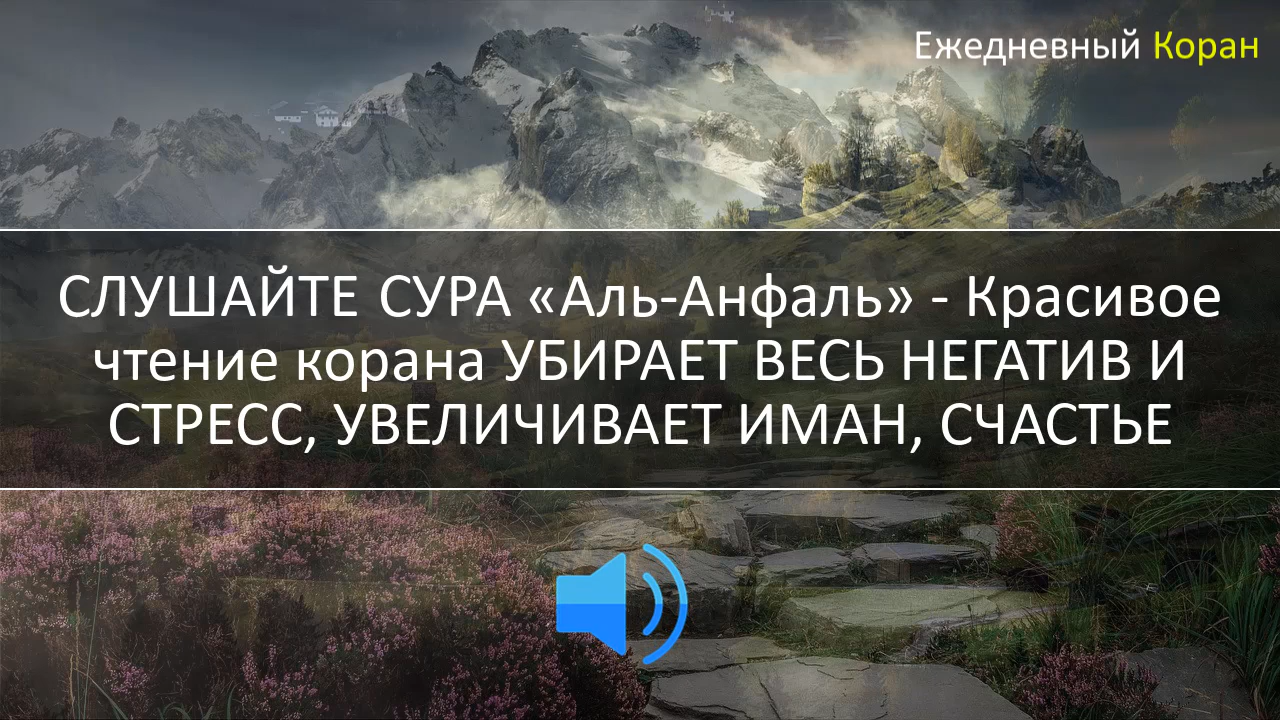 Ежедневный Коран
СЛУШАЙТЕ СУРА «Аль-Анфаль» - Красивое
чтение корана УБИРАЕТ ВЕСЬ НЕГАТИВ И
СТРЕСС, УВЕЛИЧИВАЕТ ИМАН, СЧАСТЬЕ